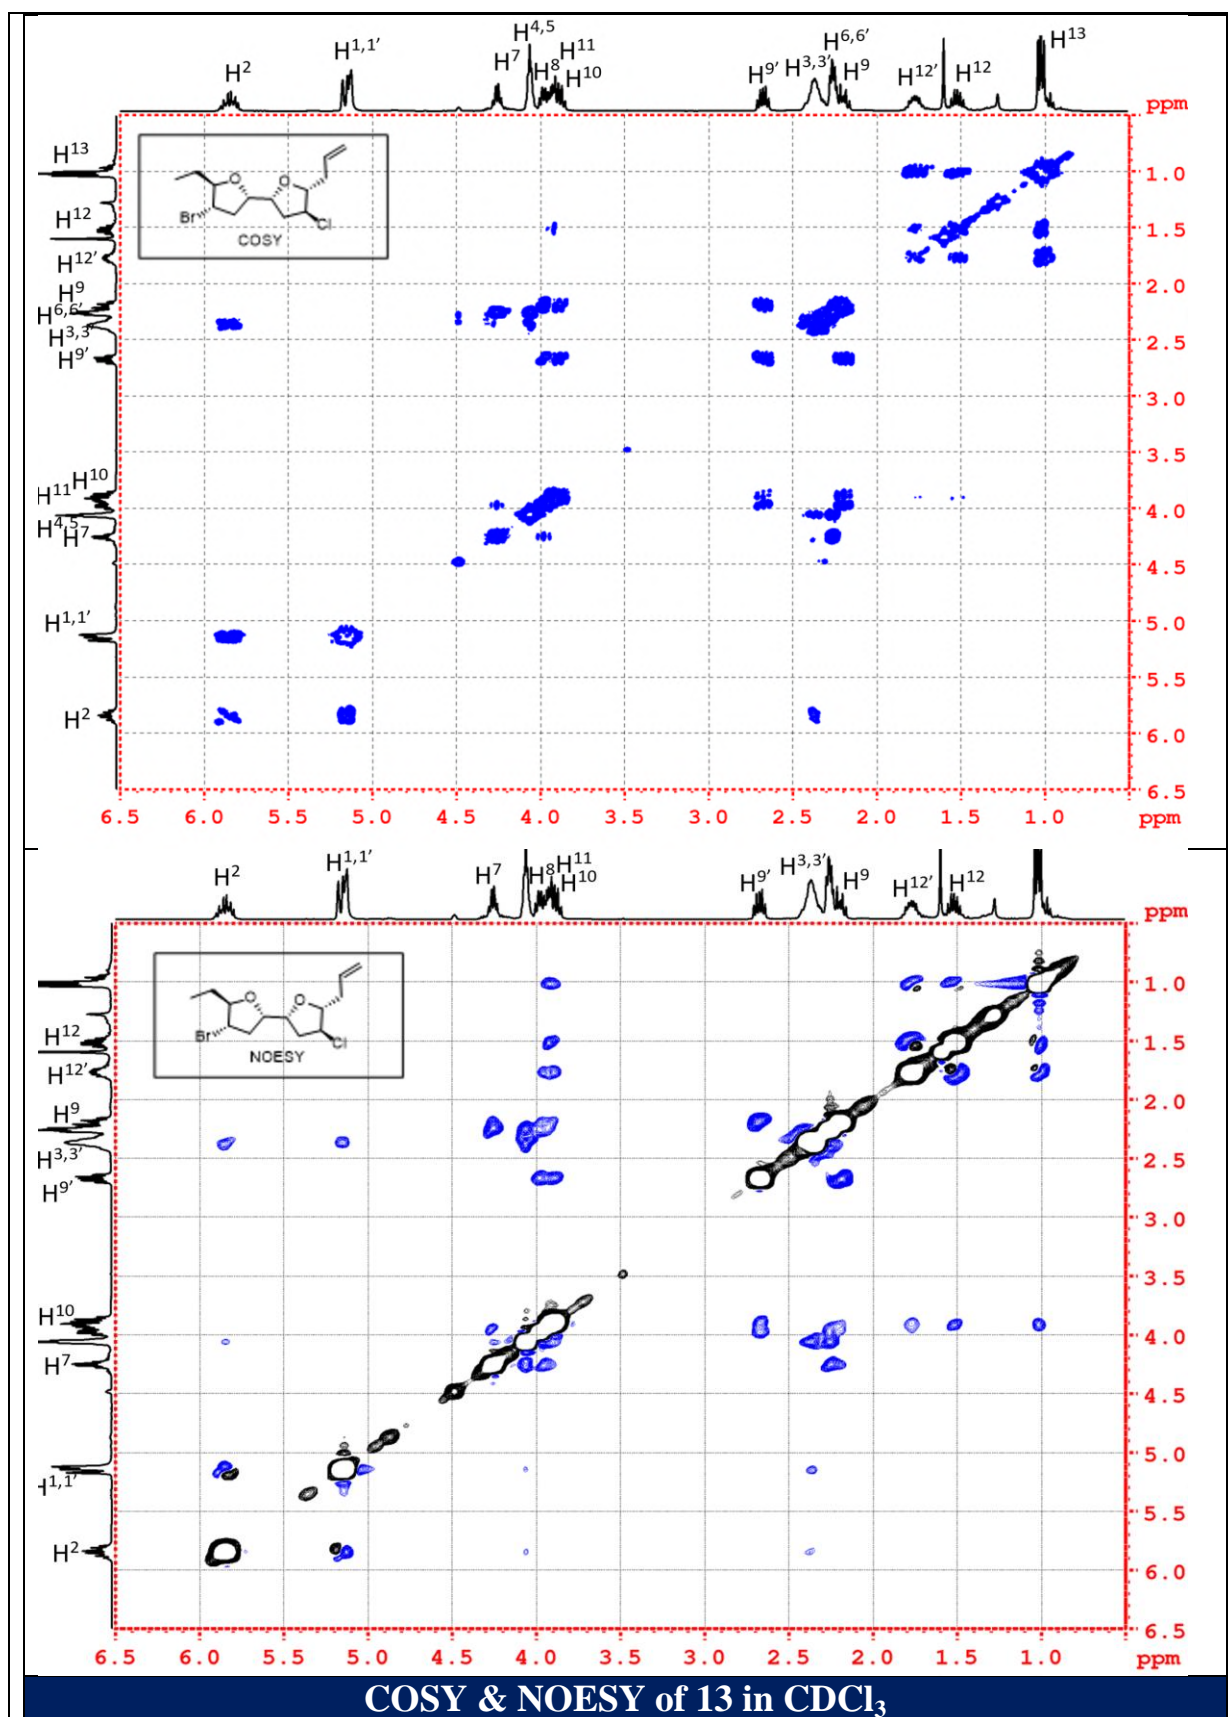 H2 H1,1' H7 H4,5 H8 H11 H10 H9' H3,3' H6,6' H9 H12' H12 H13
ppm
H13
H12
H12'
H9
H6,6'
H3,3'
H9'
H10
H11
H4,5
H7
H1,1'
H2
O O
Br Cl
COSY
1.0
1.5
2.0
2.5
3.0
3.5
4.0
4.5
5.0
5.5
6.0
6.5
6.5 6.0 5.5 5.0 4.5 4.0 3.5 3.0 2.5 2.0 1.5 1.0 ppm
H2 H1,1' H7 H8 H11 H10 H9' H3,3' H9 H12' H12
ppm
H12
H12'
H9
H3,3'
H9'
H10
H7
H1,1'
H2
O O
Br Cl
NOESY
1.0
1.5
2.0
2.5
3.0
3.5
4.0
4.5
5.0
5.5
6.0
6.5
6.5 6.0 5.5 5.0 4.5 4.0 3.5 3.0 2.5 2.0 1.5 1.0 ppm
COSY & NOESY of 13 in CDCl3